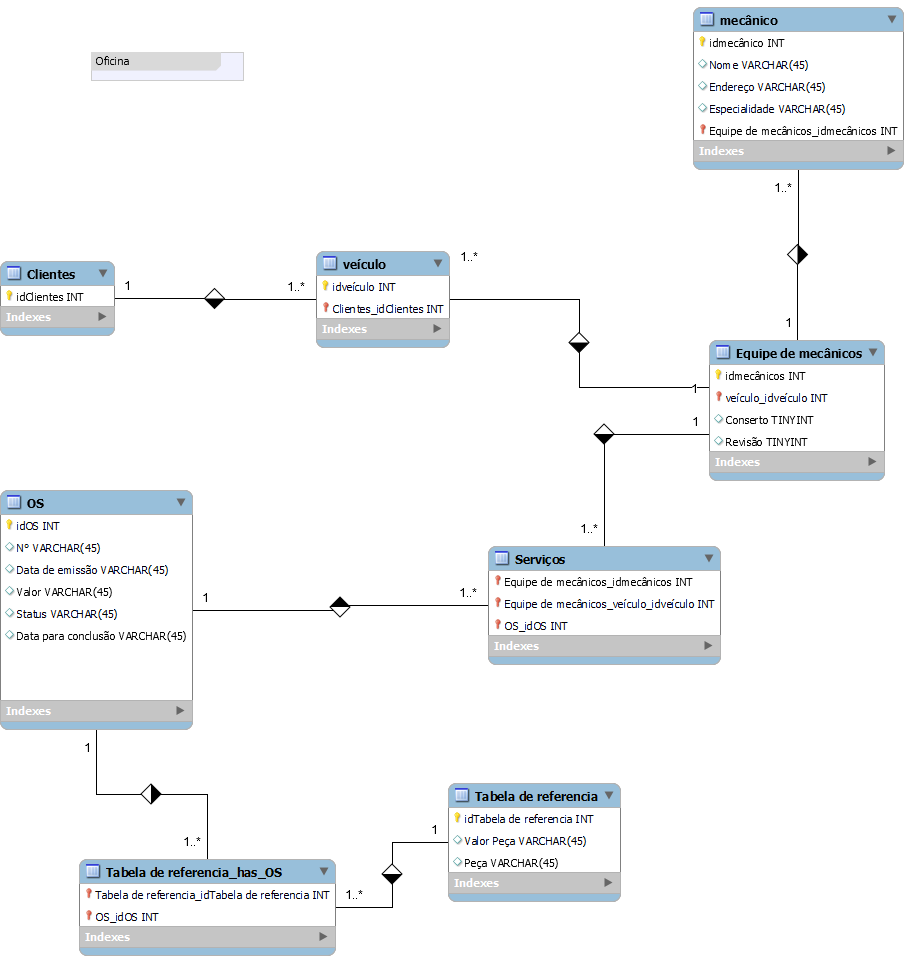 mecânico
idmecânico INT
Nome VARCHAR(45)
Endereço VARCHAR(45)
Especialidade VARCHAR(45)
Equipe de mecânicos_idmecânicos INT
Indexes
Oficina
1..*
1
Clientes
idClientes INT
Indexes
1
1..*
veículo
idveículo INT
Clientes_idClientes INT
Indexes
1..*
1
Equipe de mecânicos
idmecânicos INT
veículo_idveículo INT
Conserto TINYINT
Revisão TINYINT
Indexes
1
1..*
OS
idOS INT
Nº VARCHAR(45)
Data de emissão VARCHAR(45)
Valor VARCHAR(45)
Status VARCHAR(45)
Data para conclusão VARCHAR(45)
Indexes
1
1..*
Serviços
Equipe de mecânicos_idmecânicos INT
Equipe de mecânicos_veículo_idveículo INT
OS_idOS INT
Indexes
1
1..*
Tabela de referencia
idTabela de referencia INT
Valor Peça VARCHAR(45)
Peça VARCHAR(45)
Indexes
1
1..*
Tabela de referencia_has_OS
Tabela de referencia_idTabela de referencia INT
OS_idOS INT
Indexes